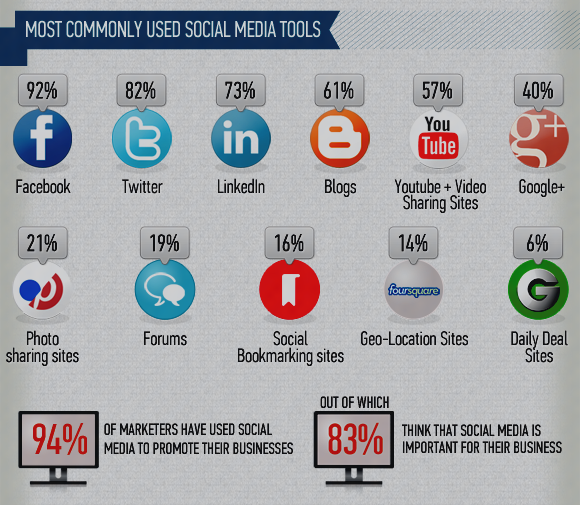 MOST COMMONLY USED SOCIAL MEDIA TOOLS
92% 82% 73% 61% 57% 40%
f t in B You Tube g+
Facebook Twitter LinkedIn Blogs Youtube + Video Google+
Sharing Sites
21% 19% 16% 14% 6%
foursquare G
Photo Forums Social Geo-Location Sites Daily Deal
sharing sites Bookmarking sites Sites
94% OF MARKETERS HAVE USED SOCIAL
MEDIA TO PROMOTE THEIR BUSINESSES
OUT OF WHICH
83% THINK THAT SOCIAL MEDIA IS
IMPORTANT FOR THEIR BUSINESS